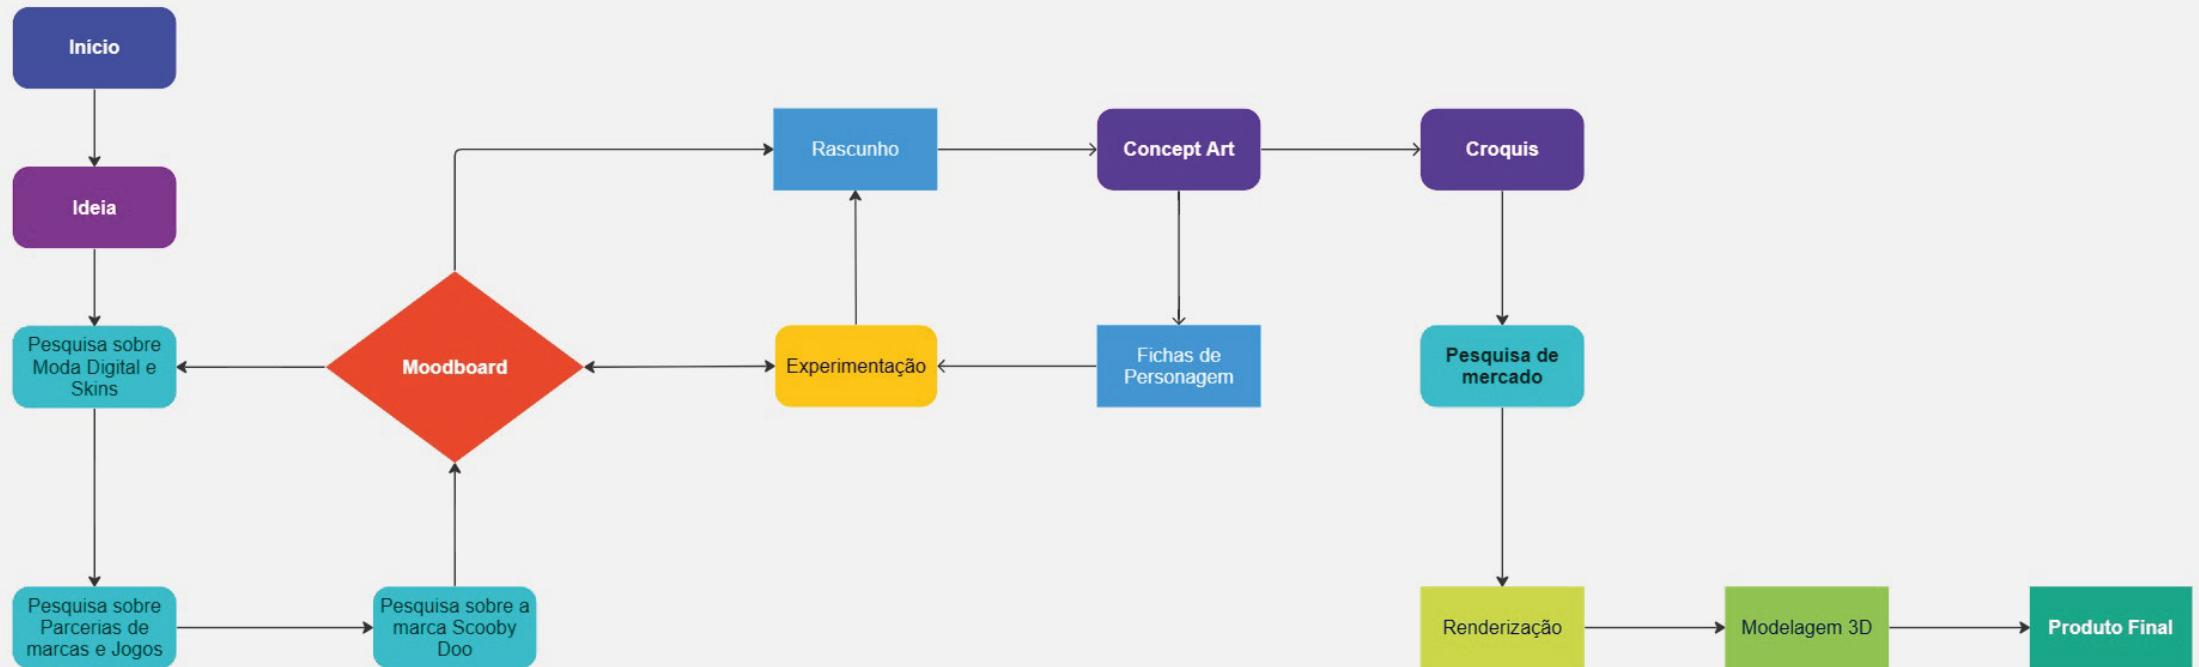 Início
Ideia
Pesquisa sobre
Moda Digital e
Skins
Pesquisa sobre
Parcerias de
marcas e Jogos
Pesquisa sobre a
marca Scooby
Doo
Moodboard
Rascunho
Experimentação
Concept Art
Fichas de
Personagem
Croquis
Pesquisa de
mercado
Renderização
Modelagem 3D
Produto Final